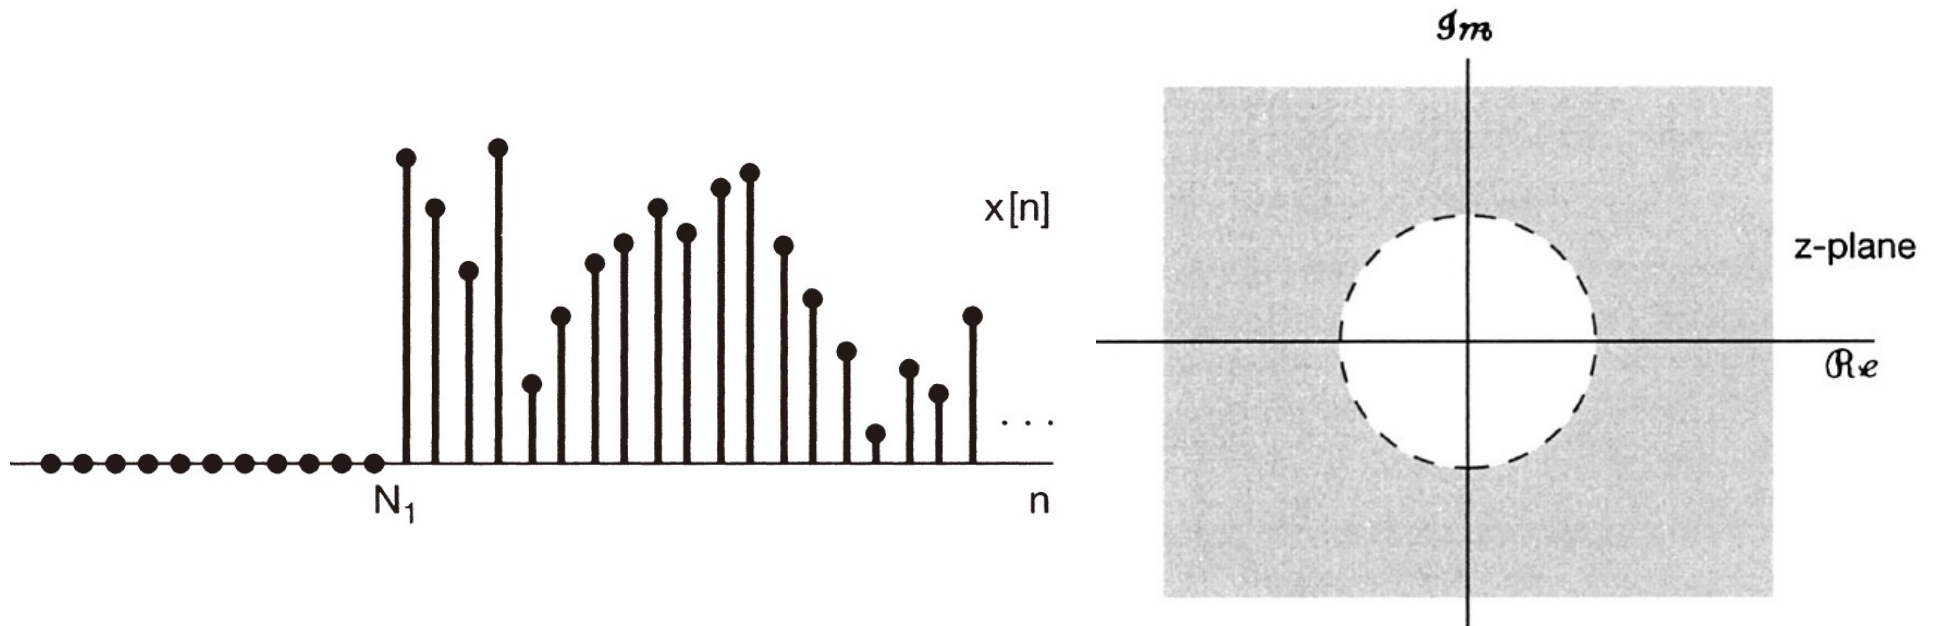 x[n]
. . .
N₁
n
𝓘𝓶
z-plane
𝓡𝓮